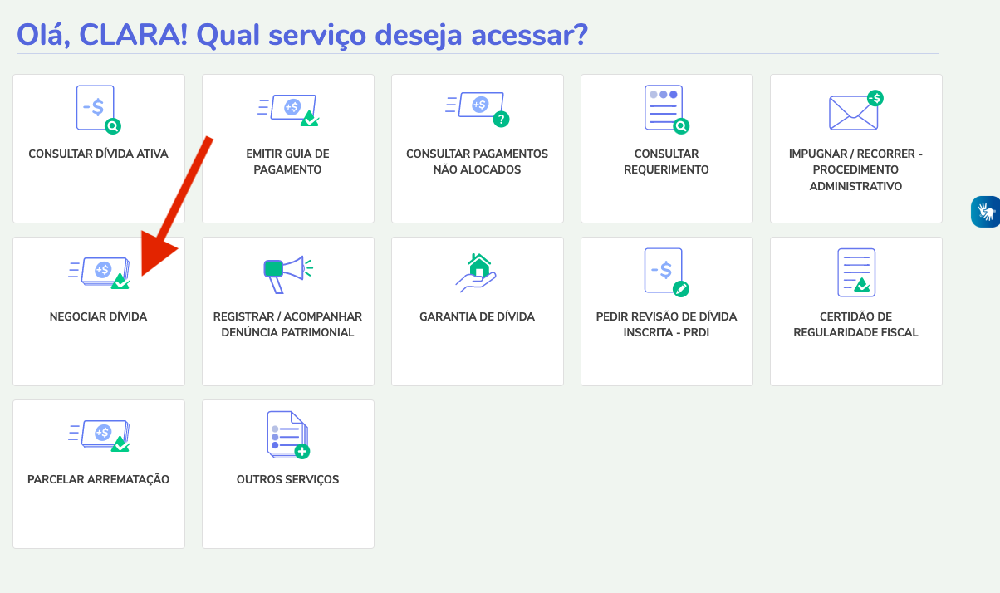 Olá, CLARA! Qual serviço deseja acessar?
-$
CONSULTAR DÍVIDA ATIVA
+$
EMITIR GUIA DE
PAGAMENTO
+$
?
CONSULTAR PAGAMENTOS
NÃO ALOCADOS
CONSULTAR
REQUERIMENTO
-$
IMPUGNAR / RECORRER -
PROCEDIMENTO
ADMINISTRATIVO
+$
NEGOCIAR DÍVIDA
REGISTRAR / ACOMPANHAR
DENÚNCIA PATRIMONIAL
GARANTIA DE DÍVIDA
-$
PEDIR REVISÃO DE DÍVIDA
INSCRITA - PRDI
CERTIDÃO DE
REGULARIDADE FISCAL
+$
PARCELAR ARREMATAÇÃO
OUTROS SERVIÇOS